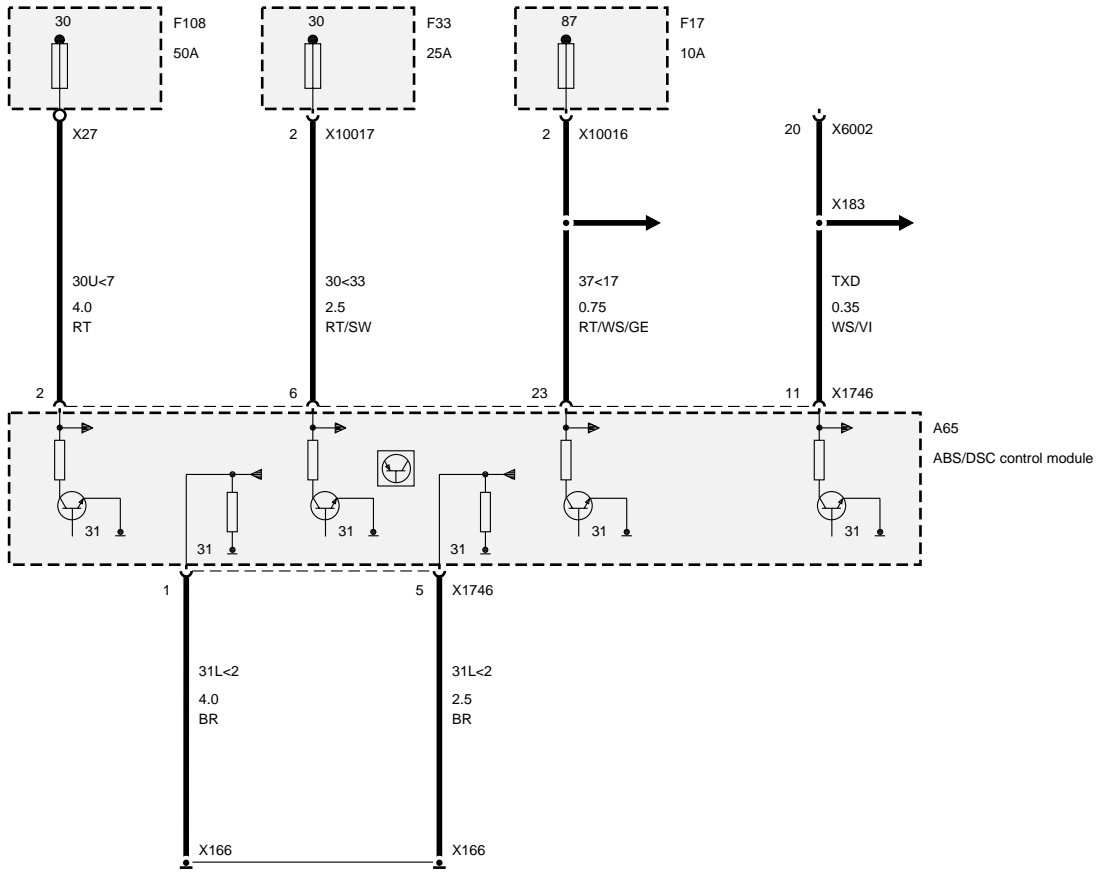 30 F108
50A
30 F33
25A
87 F17
10A
X27
2 X10017
2 X10016
20 X6002
X183
30U<7
4.0
RT
30<33
2.5
RT/SW
37<17
0.75
RT/WS/GE
TXD
0.35
WS/VI
2 6 23 11 X1746
A65
ABS/DSC control module
31 31 31 31
31 31
1 5 X1746
31L<2
4.0
BR
31L<2
2.5
BR
X166 X166